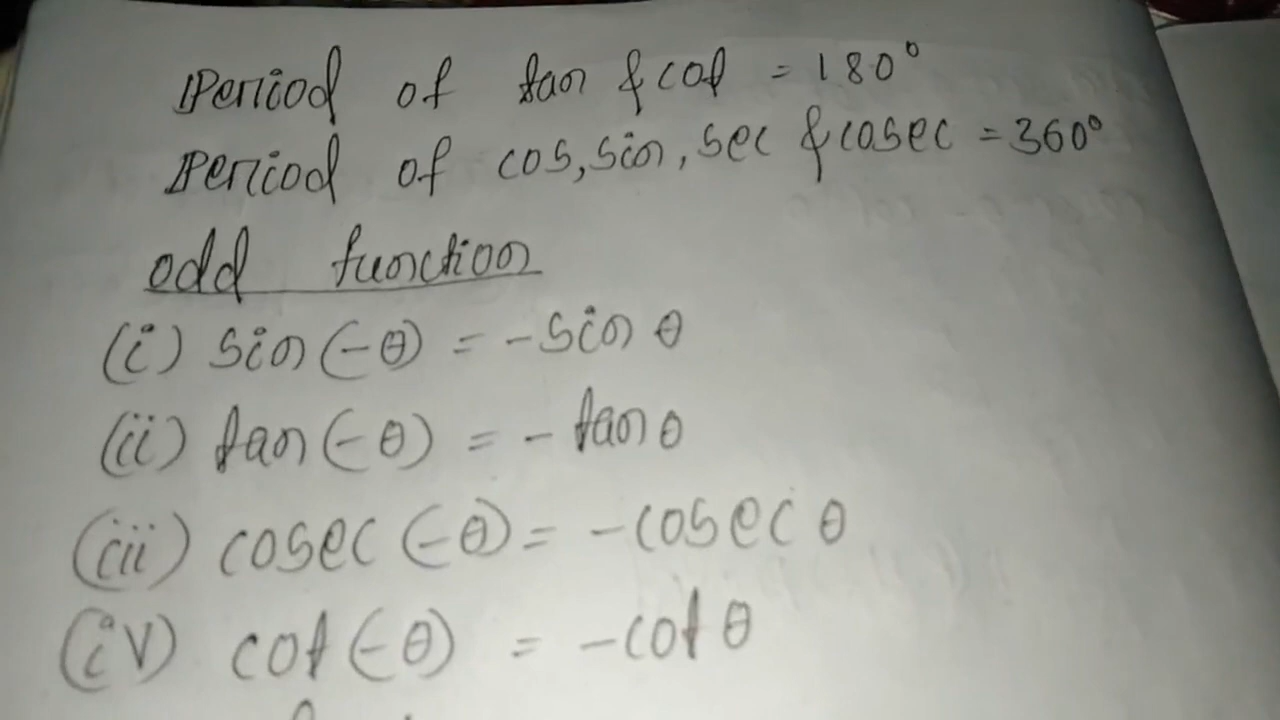 Period of tan & cot = 180°
Period of cos, sin, sec & cosec = 360°
odd function
(i) sin(-θ) = -sin θ
(ii) tan(-θ) = - tan θ
(iii) cosec(-θ) = -cosec θ
(iv) cot(-θ) = -cot θ